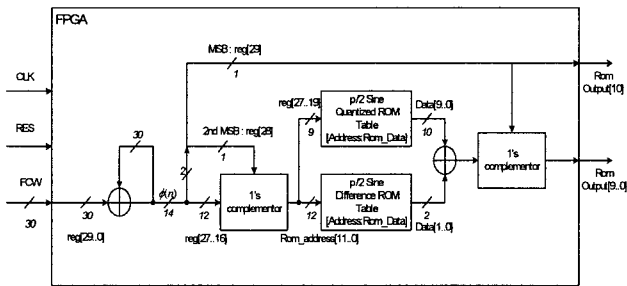 FPGA
MSB : reg[29]
1
CLK
RES
FCW
30
30
reg[29..0]
30
ϕ(n)
14
2
2nd MSB : reg[28]
1
12
reg[27..16]
1's
complementor
reg[27..19]
9
12
Rom_address[11..0]
p/2 Sine
Quantized ROM
Table
[Address:Rom_Data]
Data[9..0]
10
p/2 Sine
Difference ROM
Table
[Address:Rom_Data]
2
Data[1..0]
1's
complementor
Rom
Output[10]
Rom
Output[9..0]